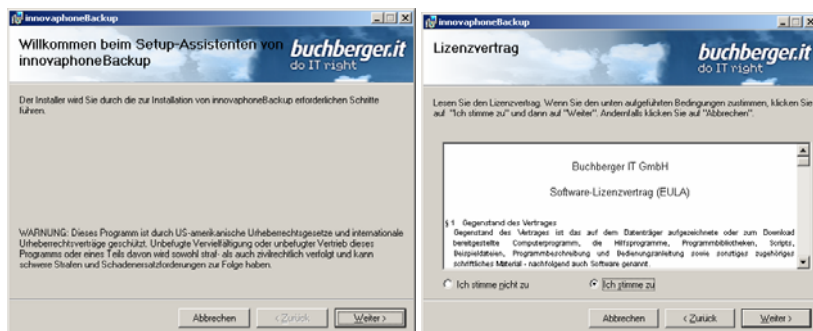 innovaphoneBackup
Willkommen beim Setup-Assistenten von
innovaphoneBackup
buchberger.it
do IT right
Der Installer wird Sie durch die zur Installation von innovaphoneBackup erforderlichen Schritte
führen.
WARNUNG: Dieses Programm ist durch US-amerikanische Urheberrechtsgesetze und internationale
Urheberrechtsverträge geschützt. Unbefugte Vervielfältigung oder unbefugter Vertrieb dieses
Programms oder eines Teils davon wird sowohl straf- als auch zivilrechtlich verfolgt und kann
schwere Strafen und Schadenersatzforderungen zur Folge haben.
Abbrechen
< Zurück
Weiter >
innovaphoneBackup
Lizenzvertrag
buchberger.it
do IT right
Lesen Sie den Lizenzvertrag. Wenn Sie den unten aufgeführten Bedingungen zustimmen, klicken Sie
auf "Ich stimme zu" und dann auf "Weiter". Andernfalls klicken Sie auf "Abbrechen".
Buchberger IT GmbH
Software-Lizenzvertrag (EULA)
§ 1 Gegenstand des Vertrages
Gegenstand des Vertrages ist das auf dem Datenträger aufgezeichnete oder zum Download
bereitgestellte Computerprogramm, die Hilfsprogramme, Programmbibliotheken, Scripts,
Beispieldateien, Programmbeschreibung und Bedienungsanleitung sowie sonstiges zugehöriges
schriftliches Material - nachfolgend auch Software genannt.
Ich stimme nicht zu
Ich stimme zu
Abbrechen
< Zurück
Weiter >